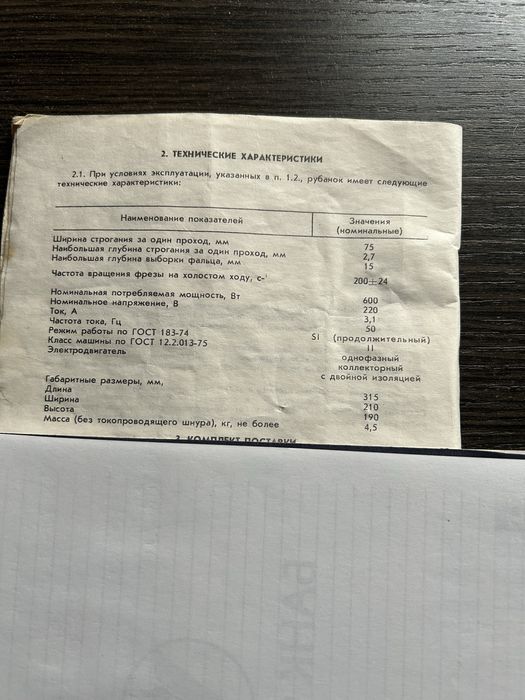 2. ТЕХНИЧЕСКИЕ ХАРАКТЕРИСТИКИ
2.1. При условиях эксплуатации, указанных в п. 1.2., рубанок имеет следующие
технические характеристики:
Наименование показателей Значения (номинальные)
Ширина строгания за один проход, мм 75
Наибольшая глубина строгания за один проход, мм 2,7
Наибольшая глубина выборки фальца, мм 15
Частота вращения фрезы на холостом ходу, с-¹ 200±24
Номинальная потребляемая мощность, Вт 600
Номинальное напряжение, В 220
Ток, А 3,1
Частота тока, Гц 50
Режим работы по ГОСТ 183-74 SI (продолжительный)
Класс машины по ГОСТ 12.2.013-75 II
Электродвигатель однофазный
коллекторный
с двойной изоляцией
Габаритные размеры, мм,
Длина 315
Ширина 210
Высота 190
Масса (без токопроводящего шнура), кг, не более 4,5
3. КОМПЛЕКТ ПОСТАВКИ